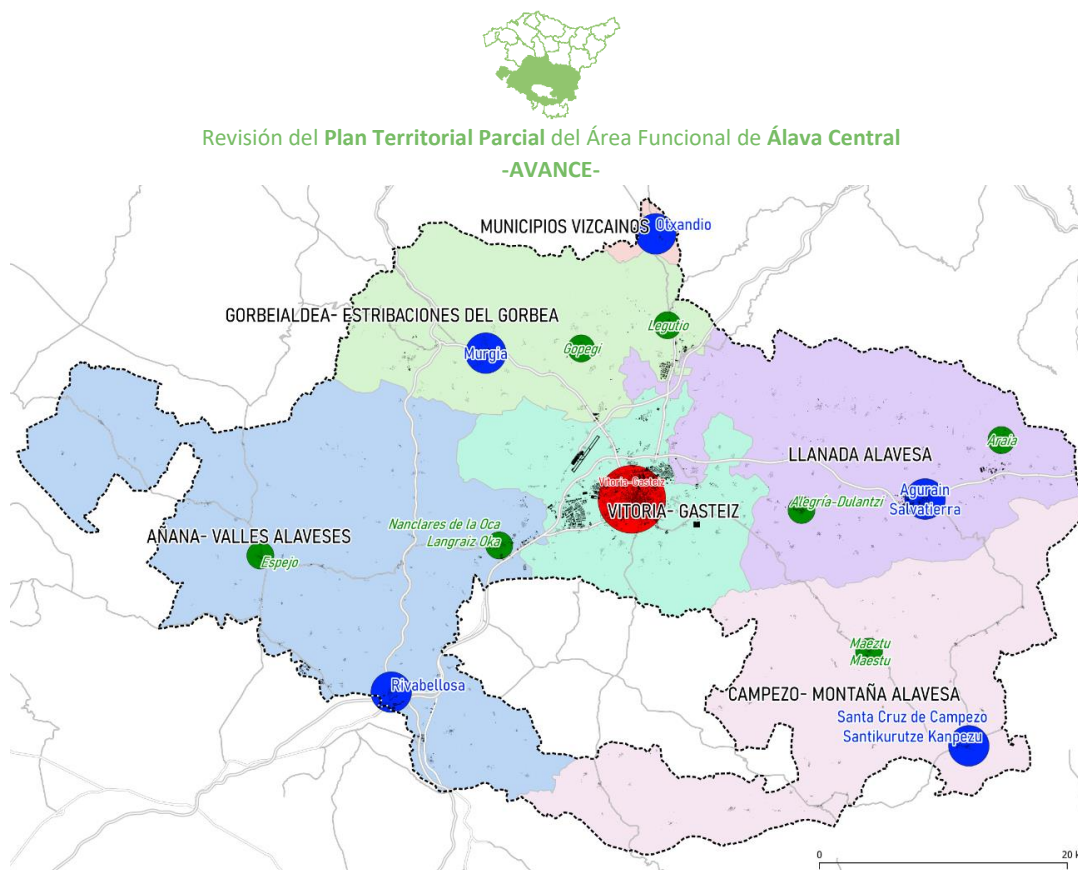 Revisión del Plan Territorial Parcial del Área Funcional de Álava Central
-AVANCE-
MUNICIPIOS VIZCAINOS
Otxandio
GORBEIALDEA- ESTRIBACIONES DEL GORBEA
Legutio
Murgia
Gopegi
Araia
LLANADA ALAVESA
Vitoria-Gasteiz
VITORIA- GASTEIZ
Alegría-Dulantzi
Agurain
Salvatierra
Nanclares de la Oca
Langraiz Oka
AÑANA- VALLES ALAVESES
Espejo
Maeztu
Maestu
Rivabellosa
CAMPEZO- MONTAÑA ALAVESA
Santa Cruz de Campezo
Santikurutze Kanpezu
0
20 k